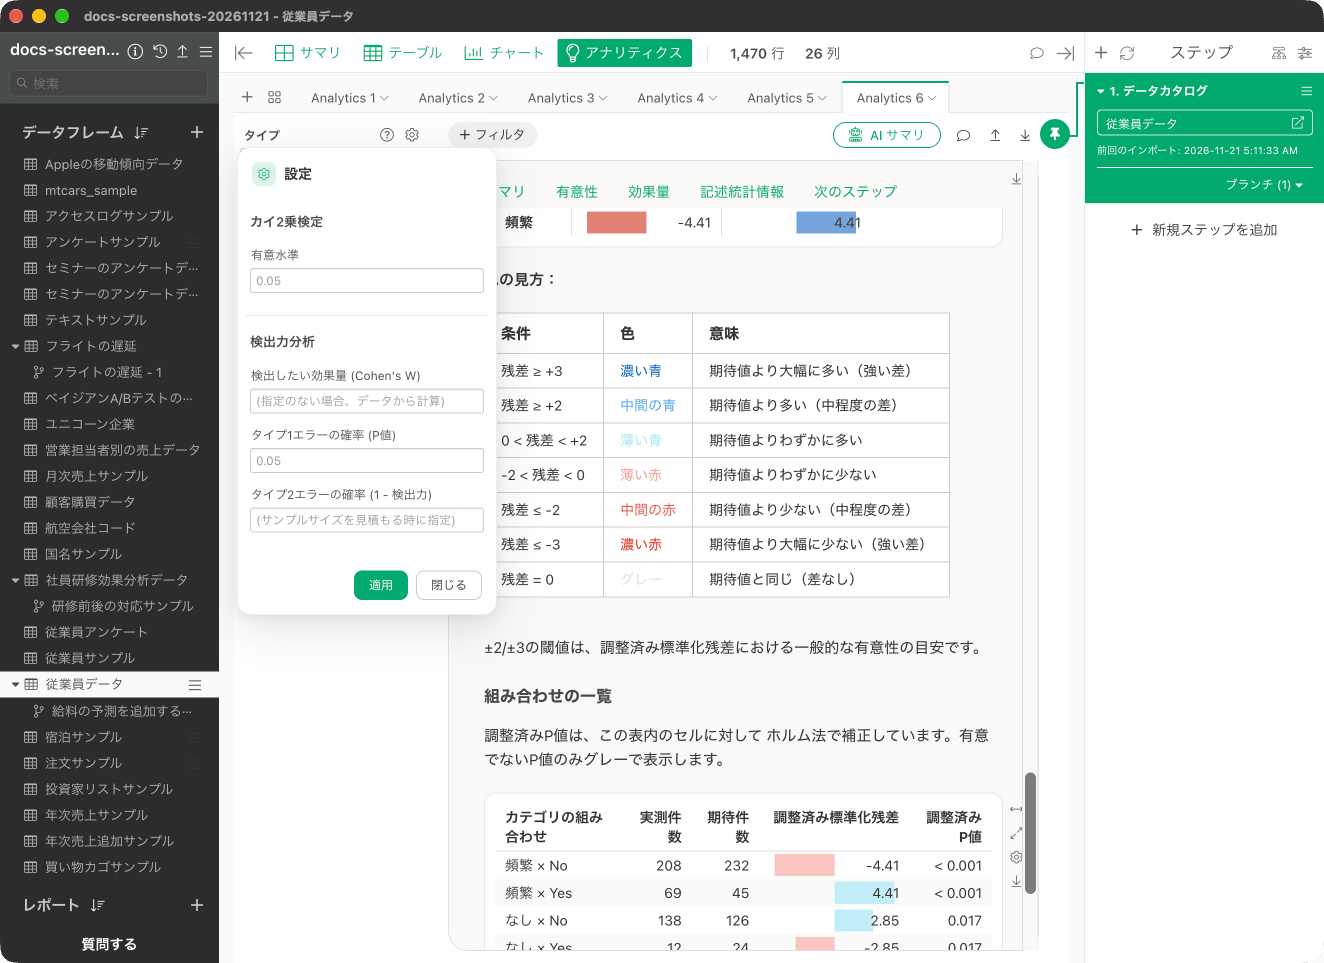 docs-screenshots-20261121 - 従業員データ
docs-screen...
検索
データフレーム
Appleの移動傾向データ
mtcars_sample
アクセスログサンプル
アンケートサンプル
セミナーのアンケートデ...
セミナーのアンケートデ...
テキストサンプル
フライトの遅延
フライトの遅延 - 1
ベイジアンA/Bテストの...
ユニコーン企業
営業担当者別の売上データ
月次売上サンプル
顧客購買データ
航空会社コード
国名サンプル
社員研修効果分析データ
研修前後の対応サンプル
従業員アンケート
従業員サンプル
従業員データ
給料の予測を追加する...
宿泊サンプル
注文サンプル
投資家リストサンプル
年次売上サンプル
年次売上追加サンプル
買い物カゴサンプル
レポート
質問する
サマリ テーブル チャート アナリティクス 1,470 行 26 列
Analytics 1 Analytics 2 Analytics 3 Analytics 4 Analytics 5 Analytics 6
タイプ + フィルタ AI サマリ
設定
カイ2乗検定
有意水準
0.05
検出力分析
検出したい効果量 (Cohen's W)
(指定のない場合、データから計算)
タイプ1エラーの確率 (P値)
0.05
タイプ2エラーの確率 (1 - 検出力)
(サンプルサイズを見積もる時に指定)
適用 閉じる
マリ 有意性 効果量 記述統計情報 次のステップ
頻繁 -4.41 4.41
の見方：
条件 色 意味
残差 ≥ +3 濃い青 期待値より大幅に多い（強い差）
残差 ≥ +2 中間の青 期待値より多い（中程度の差）
0 < 残差 < +2 薄い青 期待値よりわずかに多い
-2 < 残差 < 0 薄い赤 期待値よりわずかに少ない
残差 ≤ -2 中間の赤 期待値より少ない（中程度の差）
残差 ≤ -3 濃い赤 期待値より大幅に少ない（強い差）
残差 = 0 グレー 期待値と同じ（差なし）
±2/±3の閾値は、調整済み標準化残差における一般的な有意性の目安です。
組み合わせの一覧
調整済みP値は、この表内のセルに対して ホルム法で補正しています。有意
でないP値のみグレーで表示します。
カテゴリの組み合わせ 実測件数 期待件数 調整済み標準化残差 調整済みP値
頻繁 × No 208 232 -4.41 < 0.001
頻繁 × Yes 69 45 4.41 < 0.001
なし × No 138 126 2.85 0.017
なし × Yes 12 24 -2.85 0.017
ステップ
1. データカタログ
従業員データ
前回のインポート: 2026-11-21 5:11:33 AM
ブランチ (1)
+ 新規ステップを追加